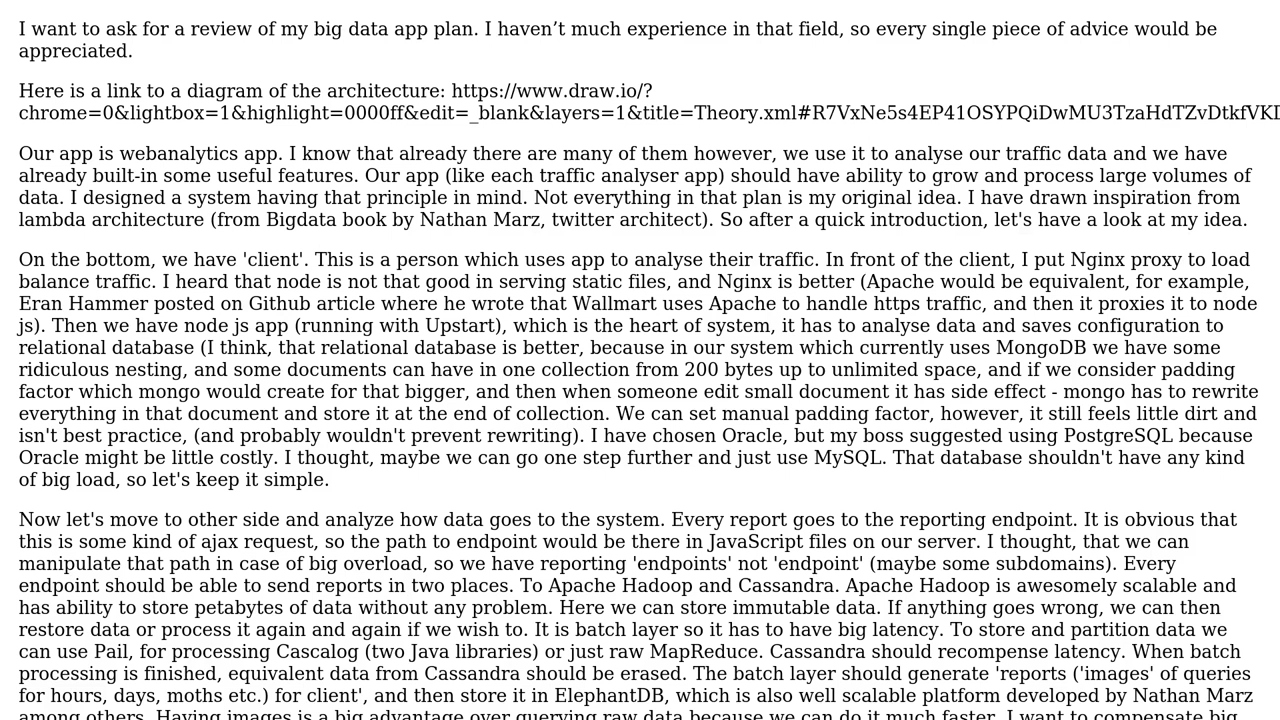 I want to ask for a review of my big data app plan. I haven’t much experience in that field, so every single piece of advice would be
appreciated.
Here is a link to a diagram of the architecture: https://www.draw.io/?
chrome=0&lightbox=1&highlight=0000ff&edit=_blank&layers=1&title=Theory.xml#R7VxNe5s4EP41OSYPQiDwMU3TzaHdTZvDtkfVKI
Our app is webanalytics app. I know that already there are many of them however, we use it to analyse our traffic data and we have
already built-in some useful features. Our app (like each traffic analyser app) should have ability to grow and process large volumes of
data. I designed a system having that principle in mind. Not everything in that plan is my original idea. I have drawn inspiration from
lambda architecture (from Bigdata book by Nathan Marz, twitter architect). So after a quick introduction, let's have a look at my idea.
On the bottom, we have 'client'. This is a person which uses app to analyse their traffic. In front of the client, I put Nginx proxy to load
balance traffic. I heard that node is not that good in serving static files, and Nginx is better (Apache would be equivalent, for example,
Eran Hammer posted on Github article where he wrote that Wallmart uses Apache to handle https traffic, and then it proxies it to node
js). Then we have node js app (running with Upstart), which is the heart of system, it has to analyse data and saves configuration to
relational database (I think, that relational database is better, because in our system which currently uses MongoDB we have some
ridiculous nesting, and some documents can have in one collection from 200 bytes up to unlimited space, and if we consider padding
factor which mongo would create for that bigger, and then when someone edit small document it has side effect - mongo has to rewrite
everything in that document and store it at the end of collection. We can set manual padding factor, however, it still feels little dirt and
isn't best practice, (and probably wouldn't prevent rewriting). I have chosen Oracle, but my boss suggested using PostgreSQL because
Oracle might be little costly. I thought, maybe we can go one step further and just use MySQL. That database shouldn't have any kind
of big load, so let's keep it simple.
Now let's move to other side and analyze how data goes to the system. Every report goes to the reporting endpoint. It is obvious that
this is some kind of ajax request, so the path to endpoint would be there in JavaScript files on our server. I thought, that we can
manipulate that path in case of big overload, so we have reporting 'endpoints' not 'endpoint' (maybe some subdomains). Every
endpoint should be able to send reports in two places. To Apache Hadoop and Cassandra. Apache Hadoop is awesomely scalable and
has ability to store petabytes of data without any problem. Here we can store immutable data. If anything goes wrong, we can then
restore data or process it again and again if we wish to. It is batch layer so it has to have big latency. To store and partition data we
can use Pail, for processing Cascalog (two Java libraries) or just raw MapReduce. Cassandra should recompense latency. When batch
processing is finished, equivalent data from Cassandra should be erased. The batch layer should generate 'reports ('images' of queries
for hours, days, moths etc.) for client', and then store it in ElephantDB, which is also well scalable platform developed by Nathan Marz
among others. Having images is a big advantage over querying raw data because we can do it much faster. I want to compensate big